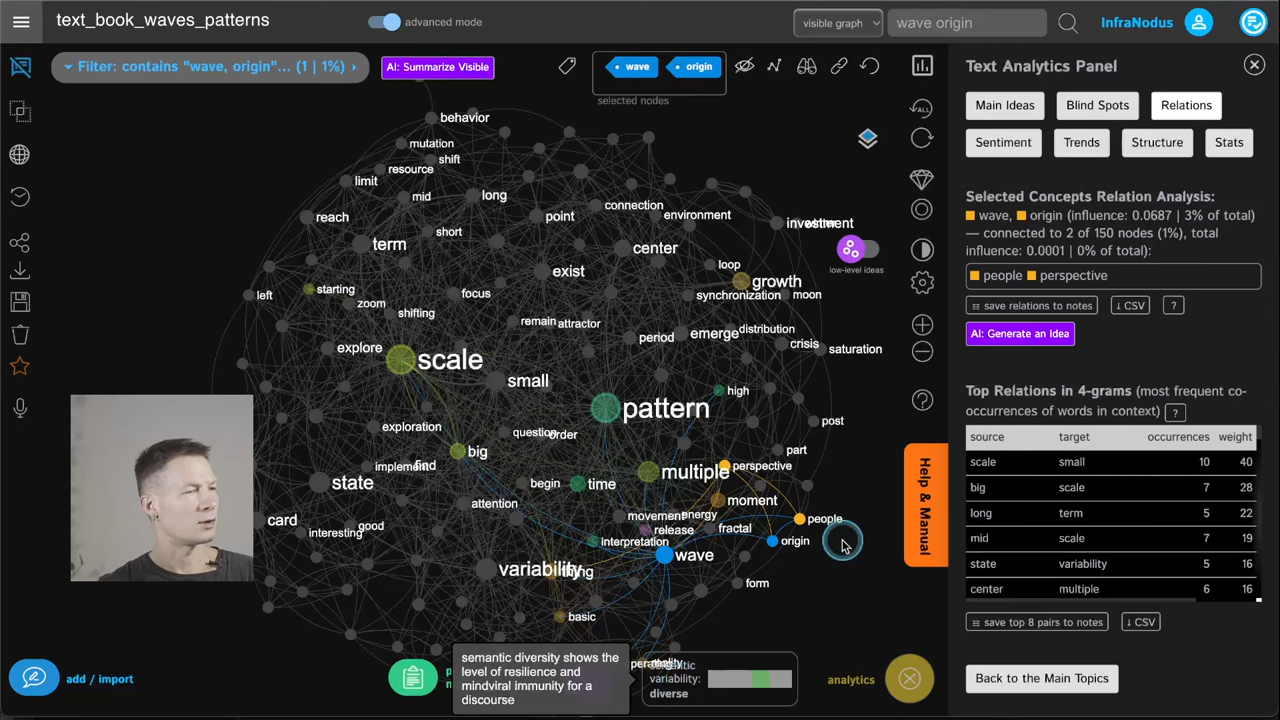 text_book_waves_patterns
advanced mode
visible graph
wave origin
InfraNodus
Filter: contains "wave, origin"... (1 | 1%)
AI: Summarize Visible
wave
origin
selected nodes
behavior
mutation
shift
resource
limit
mid
long
reach
point
connection
environment
investment
term
short
center
low-level ideas
loop
exist
growth
starting
left
zoom
focus
synchronization
moon
shifting
remain
attractor
period
emerge
distribution
explore
scale
crisis
saturation
small
high
pattern
post
exploration
question
order
big
part
implement
find
multiple
perspective
state
begin
time
attention
moment
card
interesting
good
movement
energy
release
fractal
people
interpretation
origin
wave
variability
thing
form
basic
semantic diversity shows the
level of resilience and
mindviral immunity for a
discourse
variability:
diverse
add / import
analytics
Help & Manual
ALL
Text Analytics Panel
Main Ideas
Blind Spots
Relations
Sentiment
Trends
Structure
Stats
Selected Concepts Relation Analysis:
wave, origin (influence: 0.0687 | 3% of total)
— connected to 2 of 150 nodes (1%), total
influence: 0.0001 | 0% of total):
people perspective
save relations to notes
↓ CSV
?
AI: Generate an Idea
Top Relations in 4-grams (most frequent co-
occurrences of words in context) ?
source target occurrences weight
scale small 10 40
big scale 7 28
long term 5 22
mid scale 7 19
state variability 5 16
center multiple 6 16
save top 8 pairs to notes
↓ CSV
Back to the Main Topics